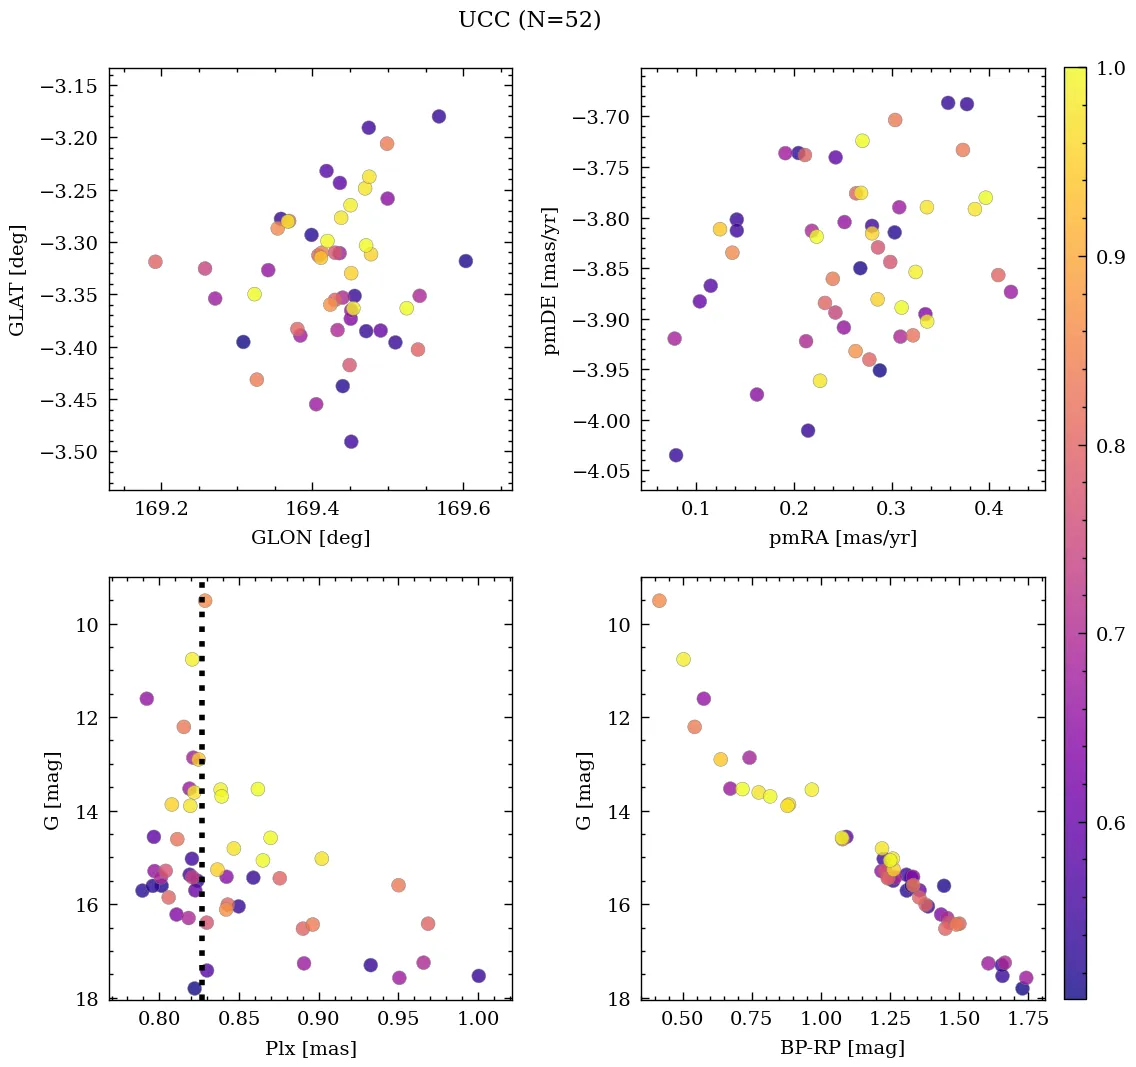 UCC (N=52)
−3.15
−3.20
−3.25
−3.30
−3.35
−3.40
−3.45
−3.50
GLAT [deg]
169.2 169.4 169.6
GLON [deg]
−3.70
−3.75
−3.80
−3.85
−3.90
−3.95
−4.00
−4.05
pmDE [mas/yr]
0.1 0.2 0.3 0.4
pmRA [mas/yr]
1.0
0.9
0.8
0.7
0.6
10
12
14
16
18
G [mag]
0.80 0.85 0.90 0.95 1.00
Plx [mas]
10
12
14
16
18
G [mag]
0.50 0.75 1.00 1.25 1.50 1.75
BP-RP [mag]